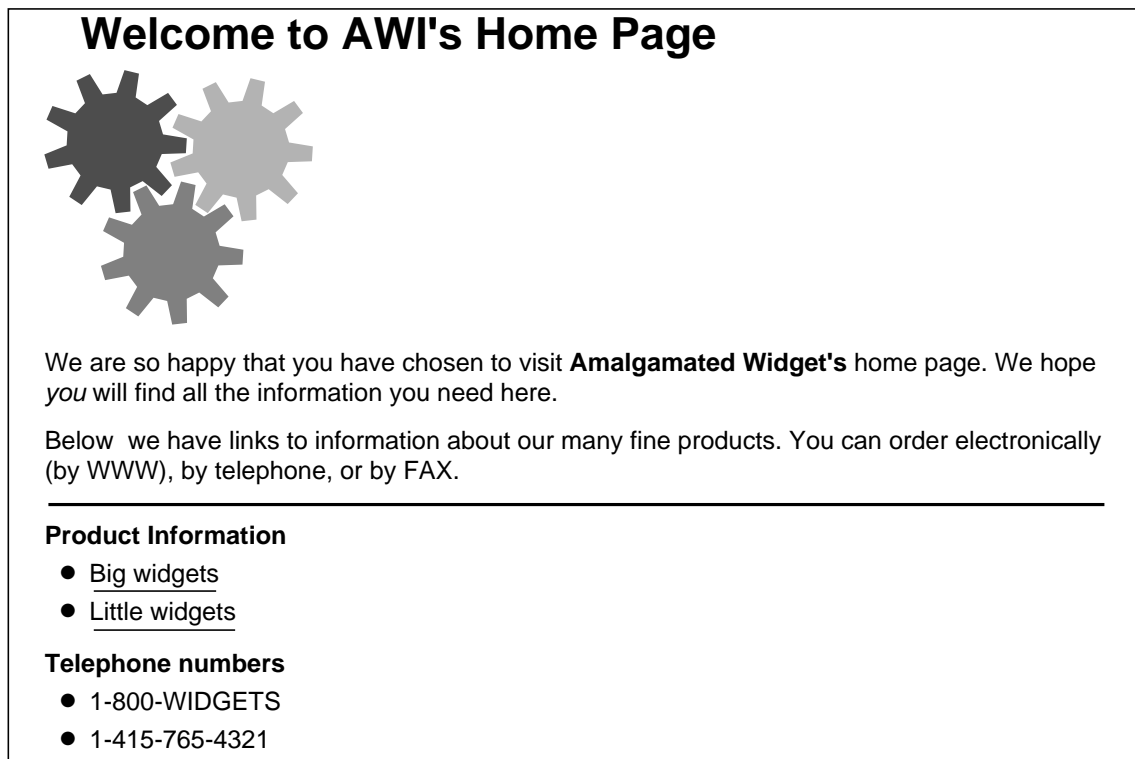 Welcome to AWI's Home Page
We are so happy that you have chosen to visit Amalgamated Widget's home page. We hope
you will find all the information you need here.
Below we have links to information about our many fine products. You can order electronically
(by WWW), by telephone, or by FAX.
Product Information
● Big widgets
● Little widgets
Telephone numbers
● 1-800-WIDGETS
● 1-415-765-4321